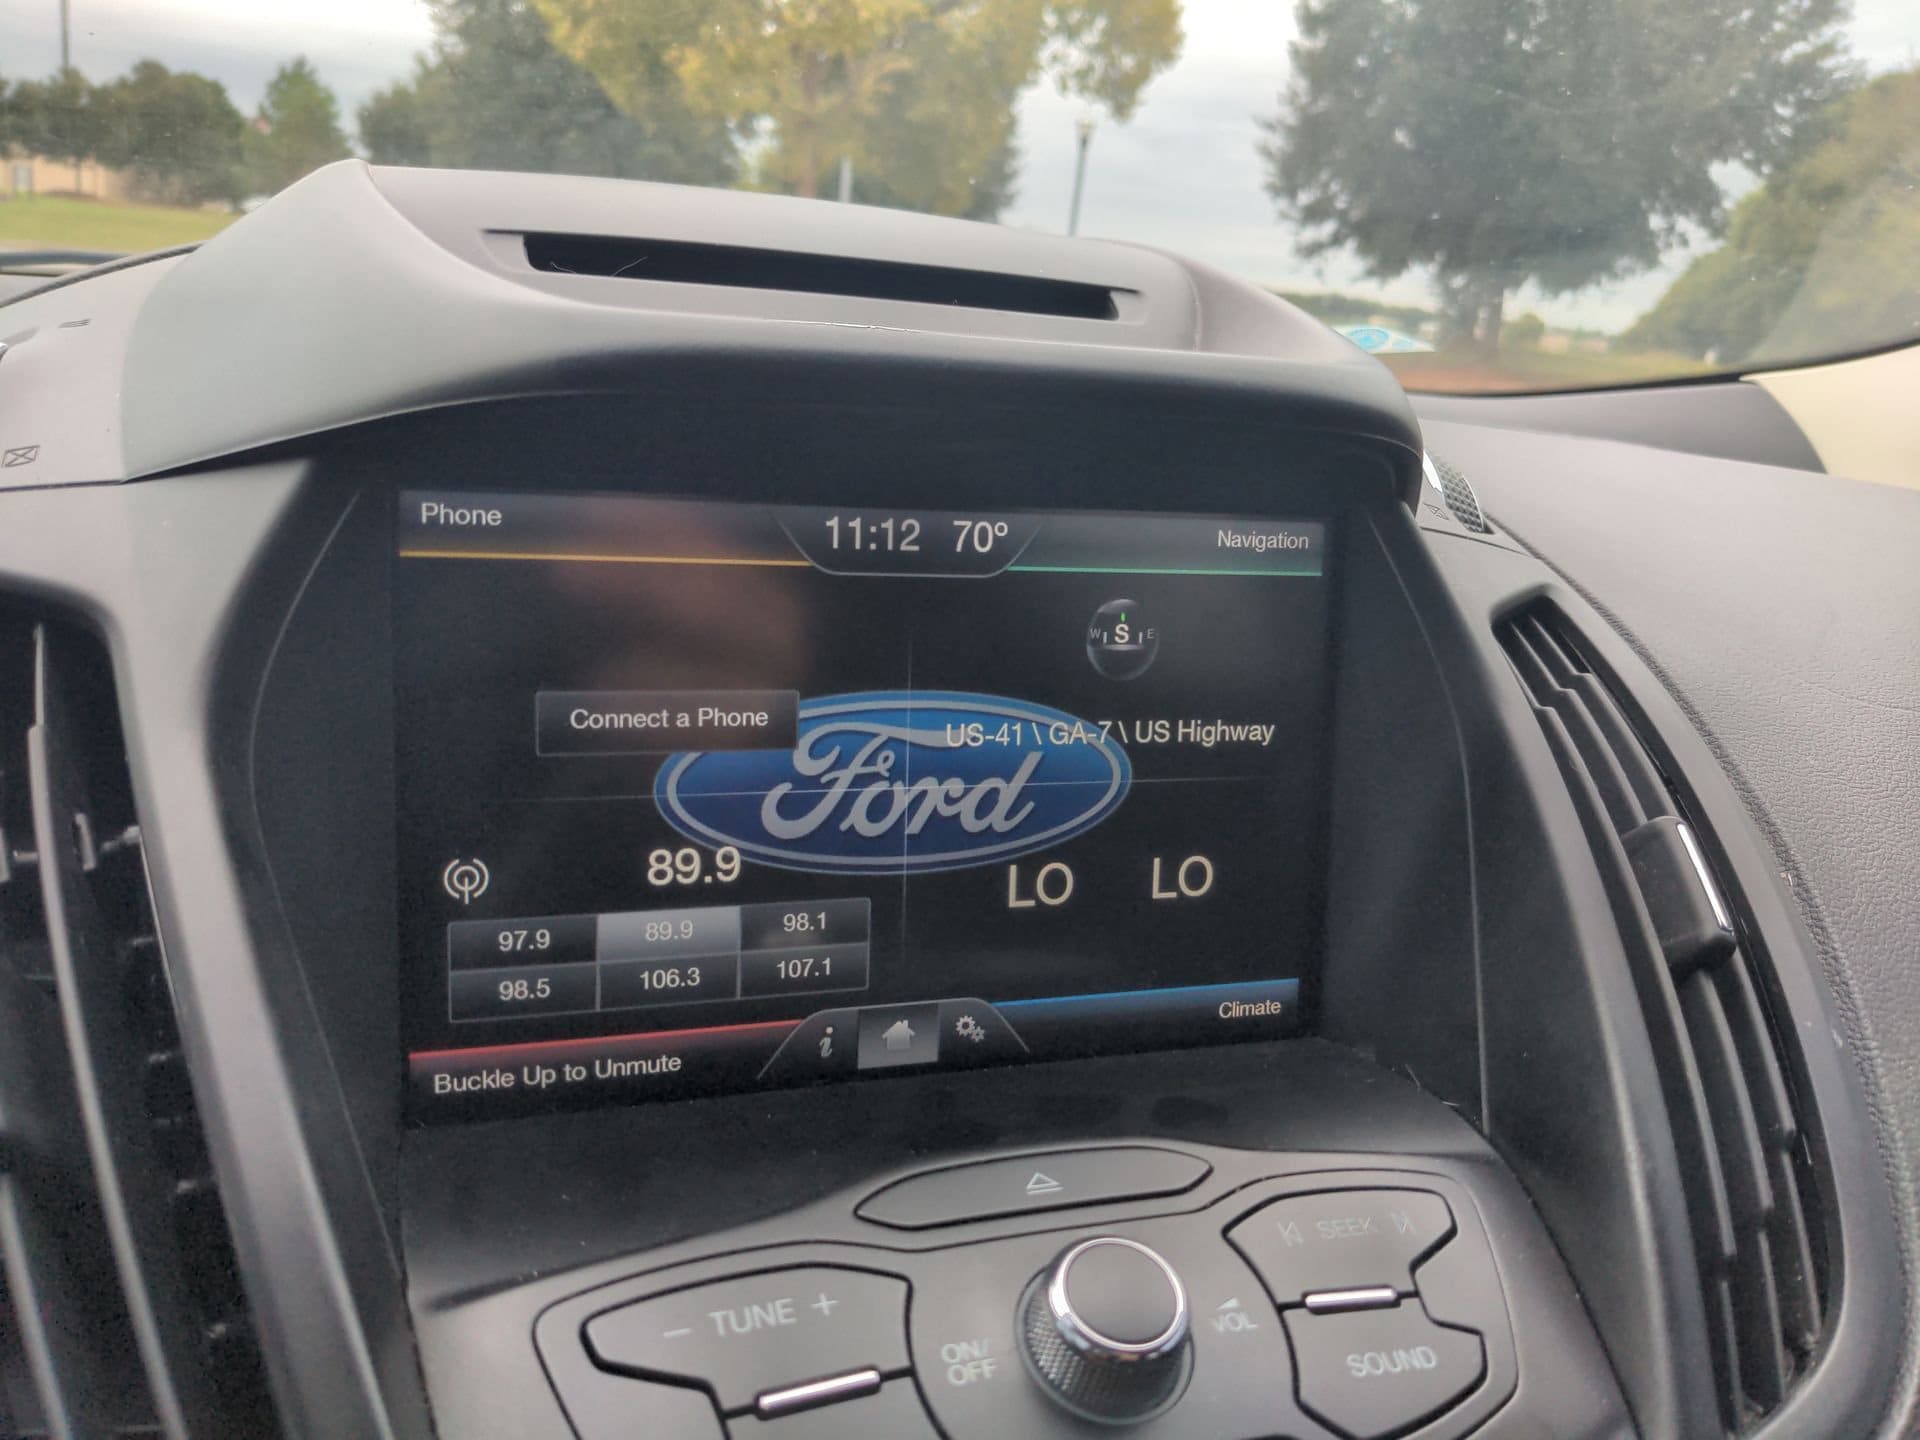 Phone
11:12 70°
Navigation
W S E
Connect a Phone
US-41 \ GA-7 \ US Highway
Ford
89.9
LO LO
97.9 89.9 98.1
98.5 106.3 107.1
Climate
i
Buckle Up to Unmute
SEEK
– TUNE +
ON/
OFF
VOL
SOUND